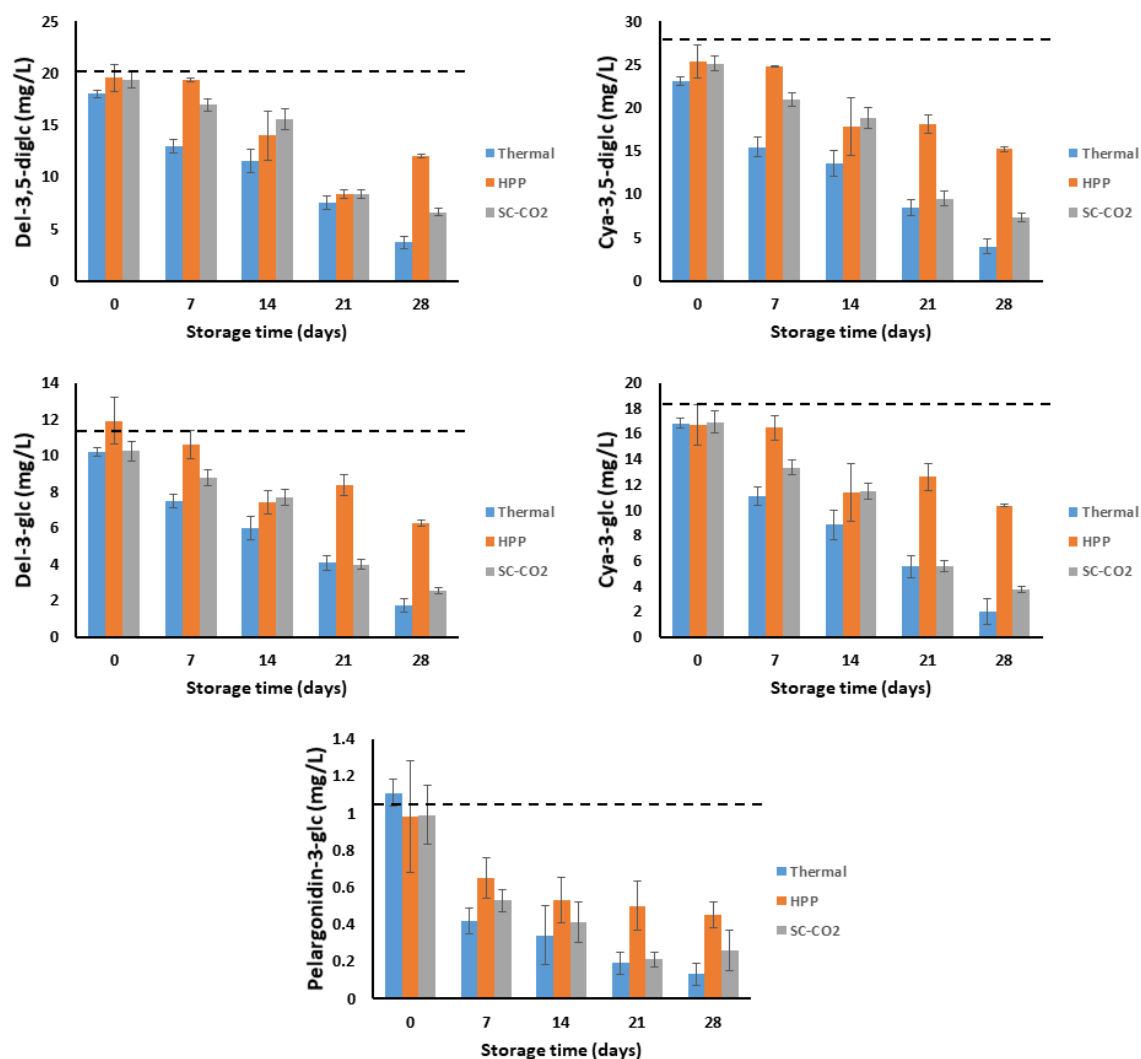 Del-3,5-diglc (mg/L)
25
20
15
10
5
0
0 7 14 21 28
Storage time (days)
Thermal
HPP
SC-CO2
Cya-3,5-diglc (mg/L)
30
25
20
15
10
5
0
0 7 14 21 28
Storage time (days)
Thermal
HPP
SC-CO2
Del-3-glc (mg/L)
14
12
10
8
6
4
2
0
0 7 14 21 28
Storage time (days)
Thermal
HPP
SC-CO2
Cya-3-glc (mg/L)
20
18
16
14
12
10
8
6
4
2
0
0 7 14 21 28
Storage time (days)
Thermal
HPP
SC-CO2
Pelargonidin-3-glc (mg/L)
1.4
1.2
1
0.8
0.6
0.4
0.2
0
0 7 14 21 28
Storage time (days)
Thermal
HPP
SC-CO2